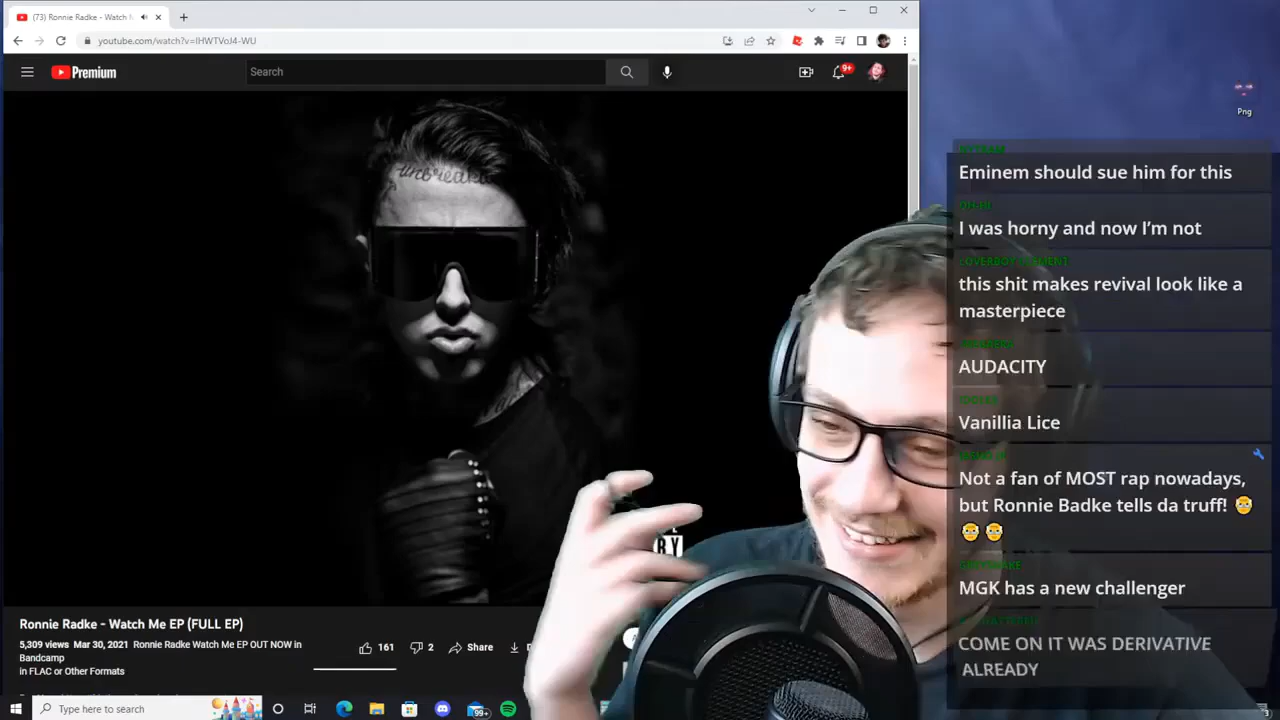 (73) Ronnie Radke - Watch M
youtube.com/watch?v=IHWTVoJ4-WU
Premium
Search
9+
Png
Eminem should sue him for this
I was horny and now I'm not
this shit makes revival look like a
masterpiece
AUDACITY
Vanillia Lice
Not a fan of MOST rap nowadays,
but Ronnie Badke tells da truff!
MGK has a new challenger
COME ON IT WAS DERIVATIVE
ALREADY
Ronnie Radke - Watch Me EP (FULL EP)
5,309 views Mar 30, 2021 Ronnie Radke Watch Me EP OUT NOW in
Bandcamp
in FLAC or Other Formats
161
2
Share
Type here to search
99+